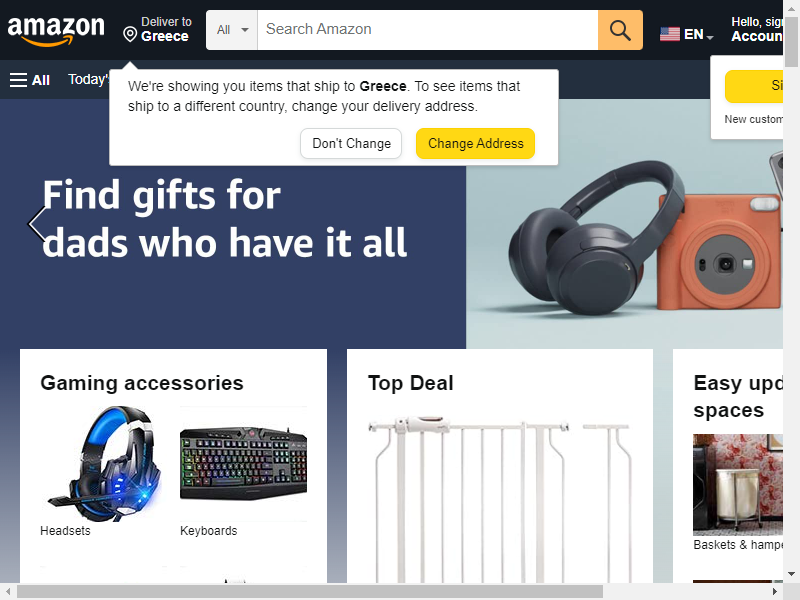 amazon
Deliver to
Greece
All
Search Amazon
EN
Hello, sign
Accoun
All
Today's
We're showing you items that ship to Greece. To see items that
ship to a different country, change your delivery address.
Don't Change
Change Address
Si
New custom
Find gifts for
dads who have it all
Gaming accessories
Headsets
Keyboards
Top Deal
Easy upd
spaces
Baskets & hampe